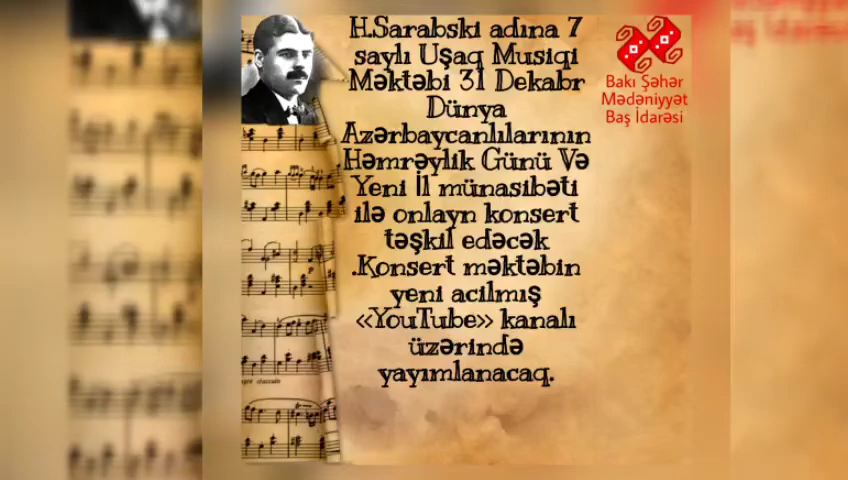 H.Sarabski adına 7
saylı Uşaq Musiqi
Məktəbi 31 Dekabr
Dünya
Azərbaycanlılarının
Həmrəylik Günü Və
Yeni İl münasibəti
ilə onlayn konsert
təşkil edəcək
.Konsert məktəbin
yeni acilmış
«YouTube» kanalı
üzərində
yayımlanacaq.
Bakı Şəhər
Mədəniyyət
Baş İdarəsi